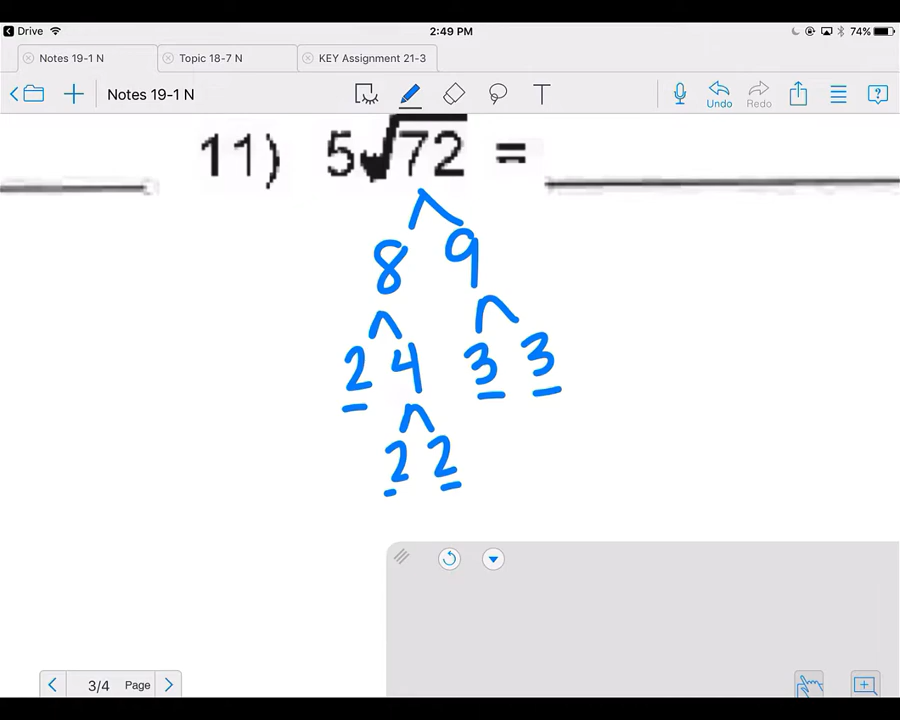 Drive 2:49 PM 74%
Notes 19-1 N Topic 18-7 N KEY Assignment 21-3
Notes 19-1 N T Undo Redo ?
11) 5√72 =
8 9
2 4 3 3
2 2
3/4 Page